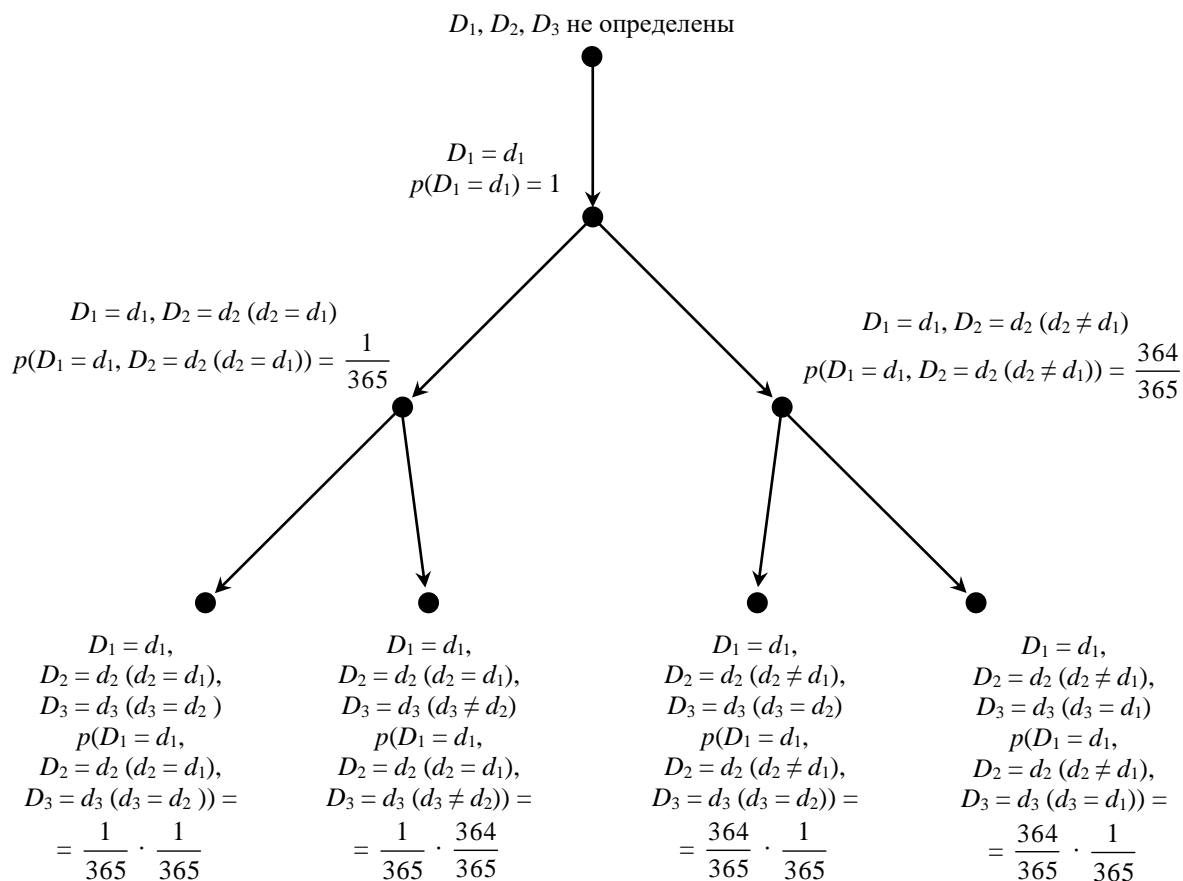 D₁, D₂, D₃ не определены
D₁ = d₁
p(D₁ = d₁) = 1
D₁ = d₁, D₂ = d₂ (d₂ = d₁)
p(D₁ = d₁, D₂ = d₂ (d₂ = d₁)) = 1/365
D₁ = d₁, D₂ = d₂ (d₂ ≠ d₁)
p(D₁ = d₁, D₂ = d₂ (d₂ ≠ d₁)) = 364/365
D₁ = d₁,
D₂ = d₂ (d₂ = d₁),
D₃ = d₃ (d₃ = d₂ )
p(D₁ = d₁,
D₂ = d₂ (d₂ = d₁),
D₃ = d₃ (d₃ = d₂ )) =
= 1/365 · 1/365
D₁ = d₁,
D₂ = d₂ (d₂ = d₁),
D₃ = d₃ (d₃ ≠ d₂)
p(D₁ = d₁,
D₂ = d₂ (d₂ = d₁),
D₃ = d₃ (d₃ ≠ d₂)) =
= 1/365 · 364/365
D₁ = d₁,
D₂ = d₂ (d₂ ≠ d₁),
D₃ = d₃ (d₃ = d₂)
p(D₁ = d₁,
D₂ = d₂ (d₂ ≠ d₁),
D₃ = d₃ (d₃ = d₂)) =
= 364/365 · 1/365
D₁ = d₁,
D₂ = d₂ (d₂ ≠ d₁),
D₃ = d₃ (d₃ = d₁)
p(D₁ = d₁,
D₂ = d₂ (d₂ ≠ d₁),
D₃ = d₃ (d₃ = d₁)) =
= 364/365 · 1/365